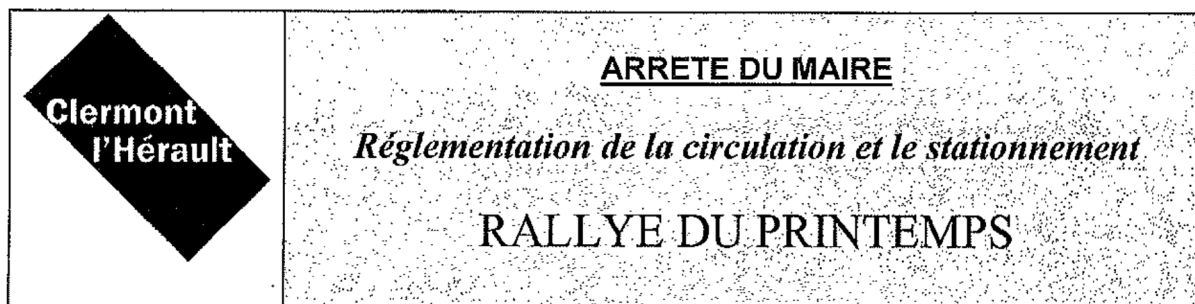 Clermont
l'Hérault
ARRETE DU MAIRE
Réglementation de la circulation et le stationnement
RALLYE DU PRINTEMPS